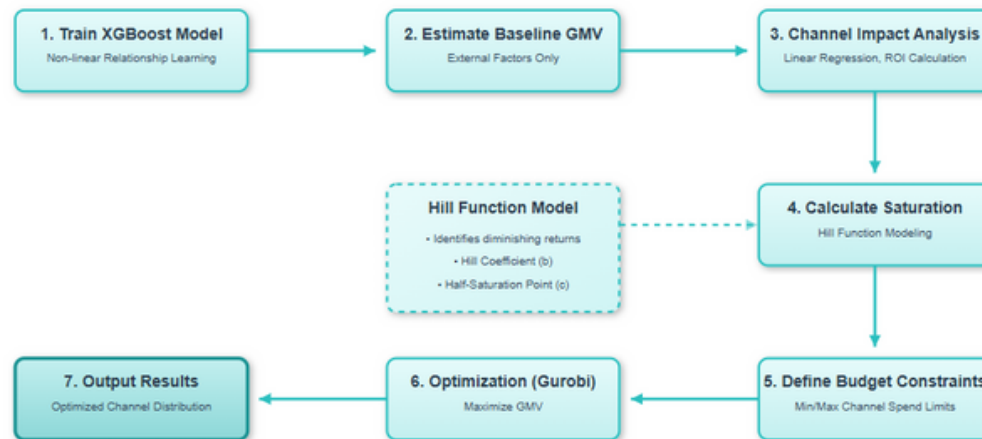 1. Train XGBoost Model
Non-linear Relationship Learning
2. Estimate Baseline GMV
External Factors Only
3. Channel Impact Analysis
Linear Regression, ROI Calculation
Hill Function Model
• Identifies diminishing returns
• Hill Coefficient (b)
• Half-Saturation Point (c)
4. Calculate Saturation
Hill Function Modeling
7. Output Results
Optimized Channel Distribution
6. Optimization (Gurobi)
Maximize GMV
5. Define Budget Constraints
Min/Max Channel Spend Limits